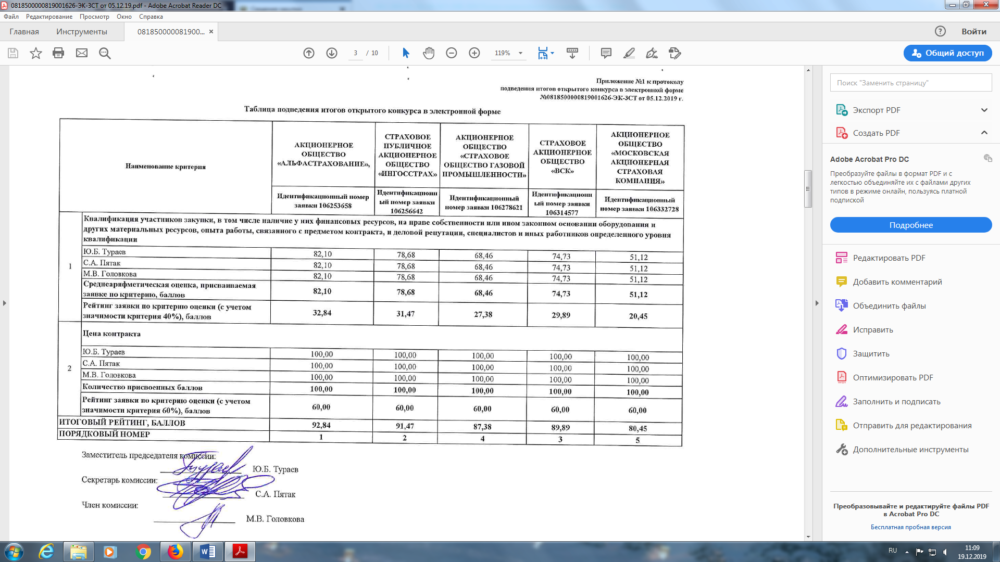 0818500000819001626-ЭК-3СТ от 05.12.19.pdf - Adobe Acrobat Reader DC
Файл Редактирование Просмотр Окно Справка
Главная Инструменты 081850000081900... × Войти
3 / 10 119% Общий доступ
Приложение №1 к протоколу
подведения итогов открытого конкурса в электронной форме
№0818500000819001626-ЭК-3СТ от 05.12.2019 г.
Таблица подведения итогов открытого конкурса в электронной форме
Наименование критерия
АКЦИОНЕРНОЕ
ОБЩЕСТВО
«АЛЬФАСТРАХОВАНИЕ»,
СТРАХОВОЕ
ПУБЛИЧНОЕ
АКЦИОНЕРНОЕ
ОБЩЕСТВО
«ИНГОССТРАХ»
АКЦИОНЕРНОЕ
ОБЩЕСТВО
«СТРАХОВОЕ
ОБЩЕСТВО ГАЗОВОЙ
ПРОМЫШЛЕННОСТИ»
СТРАХОВОЕ
АКЦИОНЕРНОЕ
ОБЩЕСТВО
«ВСК»
АКЦИОНЕРНОЕ
ОБЩЕСТВО
«МОСКОВСКАЯ
АКЦИОНЕРНАЯ
СТРАХОВАЯ
КОМПАНИЯ»
Идентификационный номер
заявки 106253658
Идентификационн
ый номер заявки
106256642
Идентификационный
номер заявки 106278621
Идентификационн
ый номер заявки
106314577
Идентификационный
номер заявки 106332728
1
Квалификация участников закупки, в том числе наличие у них финансовых ресурсов, на праве собственности или ином законном основании оборудования и
других материальных ресурсов, опыта работы, связанного с предметом контракта, и деловой репутации, специалистов и иных работников определенного уровня
квалификации
Ю.Б. Тураев 82,10 78,68 68,46 74,73 51,12
С.А. Пятак 82,10 78,68 68,46 74,73 51,12
М.В. Головкова 82,10 78,68 68,46 74,73 51,12
Среднеарифметическая оценка, присваиваемая
заявке по критерию, баллов 82,10 78,68 68,46 74,73 51,12
Рейтинг заявки по критерию оценки (с учетом
значимости критерия 40%), баллов 32,84 31,47 27,38 29,89 20,45
2
Цена контракта
Ю.Б. Тураев 100,00 100,00 100,00 100,00 100,00
С.А. Пятак 100,00 100,00 100,00 100,00 100,00
М.В. Головкова 100,00 100,00 100,00 100,00 100,00
Количество присвоенных баллов 100,00 100,00 100,00 100,00 100,00
Рейтинг заявки по критерию оценки (с учетом
значимости критерия 60%), баллов 60,00 60,00 60,00 60,00 60,00
ИТОГОВЫЙ РЕЙТИНГ, БАЛЛОВ 92,84 91,47 87,38 89,89 80,45
ПОРЯДКОВЫЙ НОМЕР 1 2 4 3 5
Заместитель председателя комиссии:
Ю.Б. Тураев
Секретарь комиссии:
С.А. Пятак
Член комиссии:
М.В. Головкова
Поиск "Заменить страницу"
Экспорт PDF
Создать PDF
Adobe Acrobat Pro DC
Преобразуйте файлы в формат PDF и с
легкостью объединяйте их с файлами других
типов в режиме онлайн, пользуясь платной
подпиской
Подробнее
Редактировать PDF
Добавить комментарий
Объединить файлы
Исправить
Защитить
Оптимизировать PDF
Заполнить и подписать
Отправить для редактирования
Дополнительные инструменты
Преобразовывайте и редактируйте файлы PDF
в Acrobat Pro DC
Бесплатная пробная версия
RU
11:09
19.12.2019